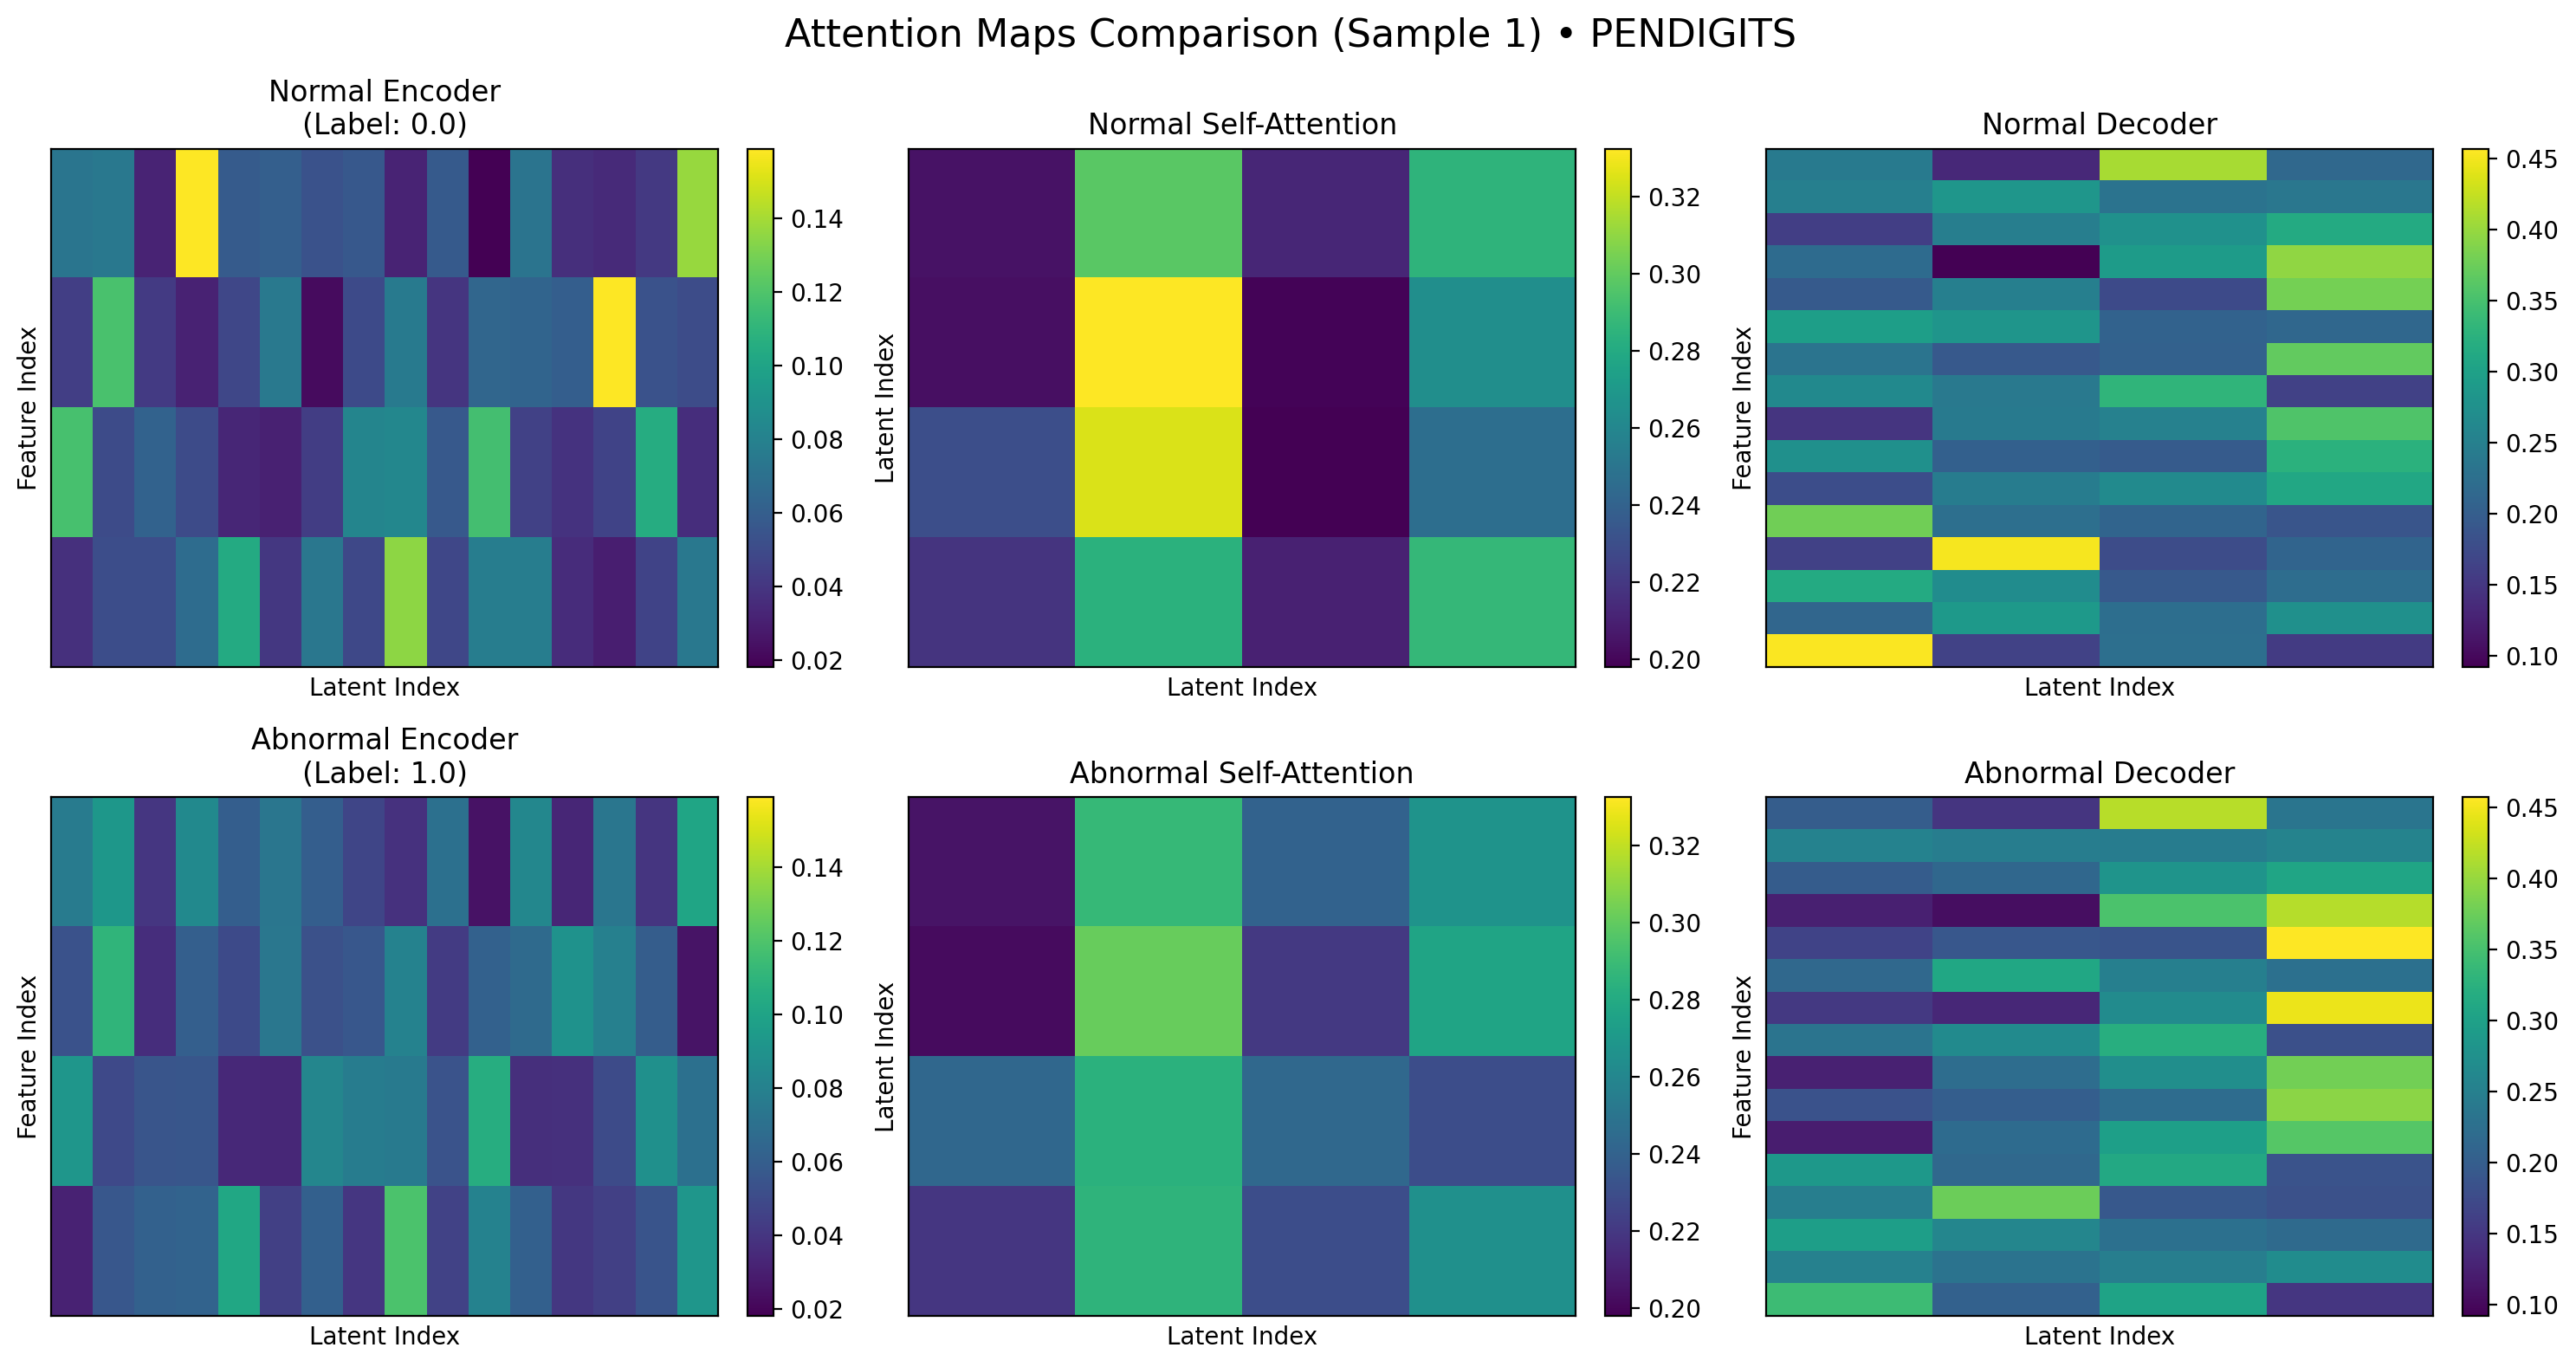 Attention Maps Comparison (Sample 1) • PENDIGITS
Normal Encoder
(Label: 0.0)
Feature Index
Latent Index
0.14
0.12
0.10
0.08
0.06
0.04
0.02
Normal Self-Attention
Latent Index
Latent Index
0.32
0.30
0.28
0.26
0.24
0.22
0.20
Normal Decoder
Feature Index
Latent Index
0.45
0.40
0.35
0.30
0.25
0.20
0.15
0.10
Abnormal Encoder
(Label: 1.0)
Feature Index
Latent Index
0.14
0.12
0.10
0.08
0.06
0.04
0.02
Abnormal Self-Attention
Latent Index
Latent Index
0.32
0.30
0.28
0.26
0.24
0.22
0.20
Abnormal Decoder
Feature Index
Latent Index
0.45
0.40
0.35
0.30
0.25
0.20
0.15
0.10